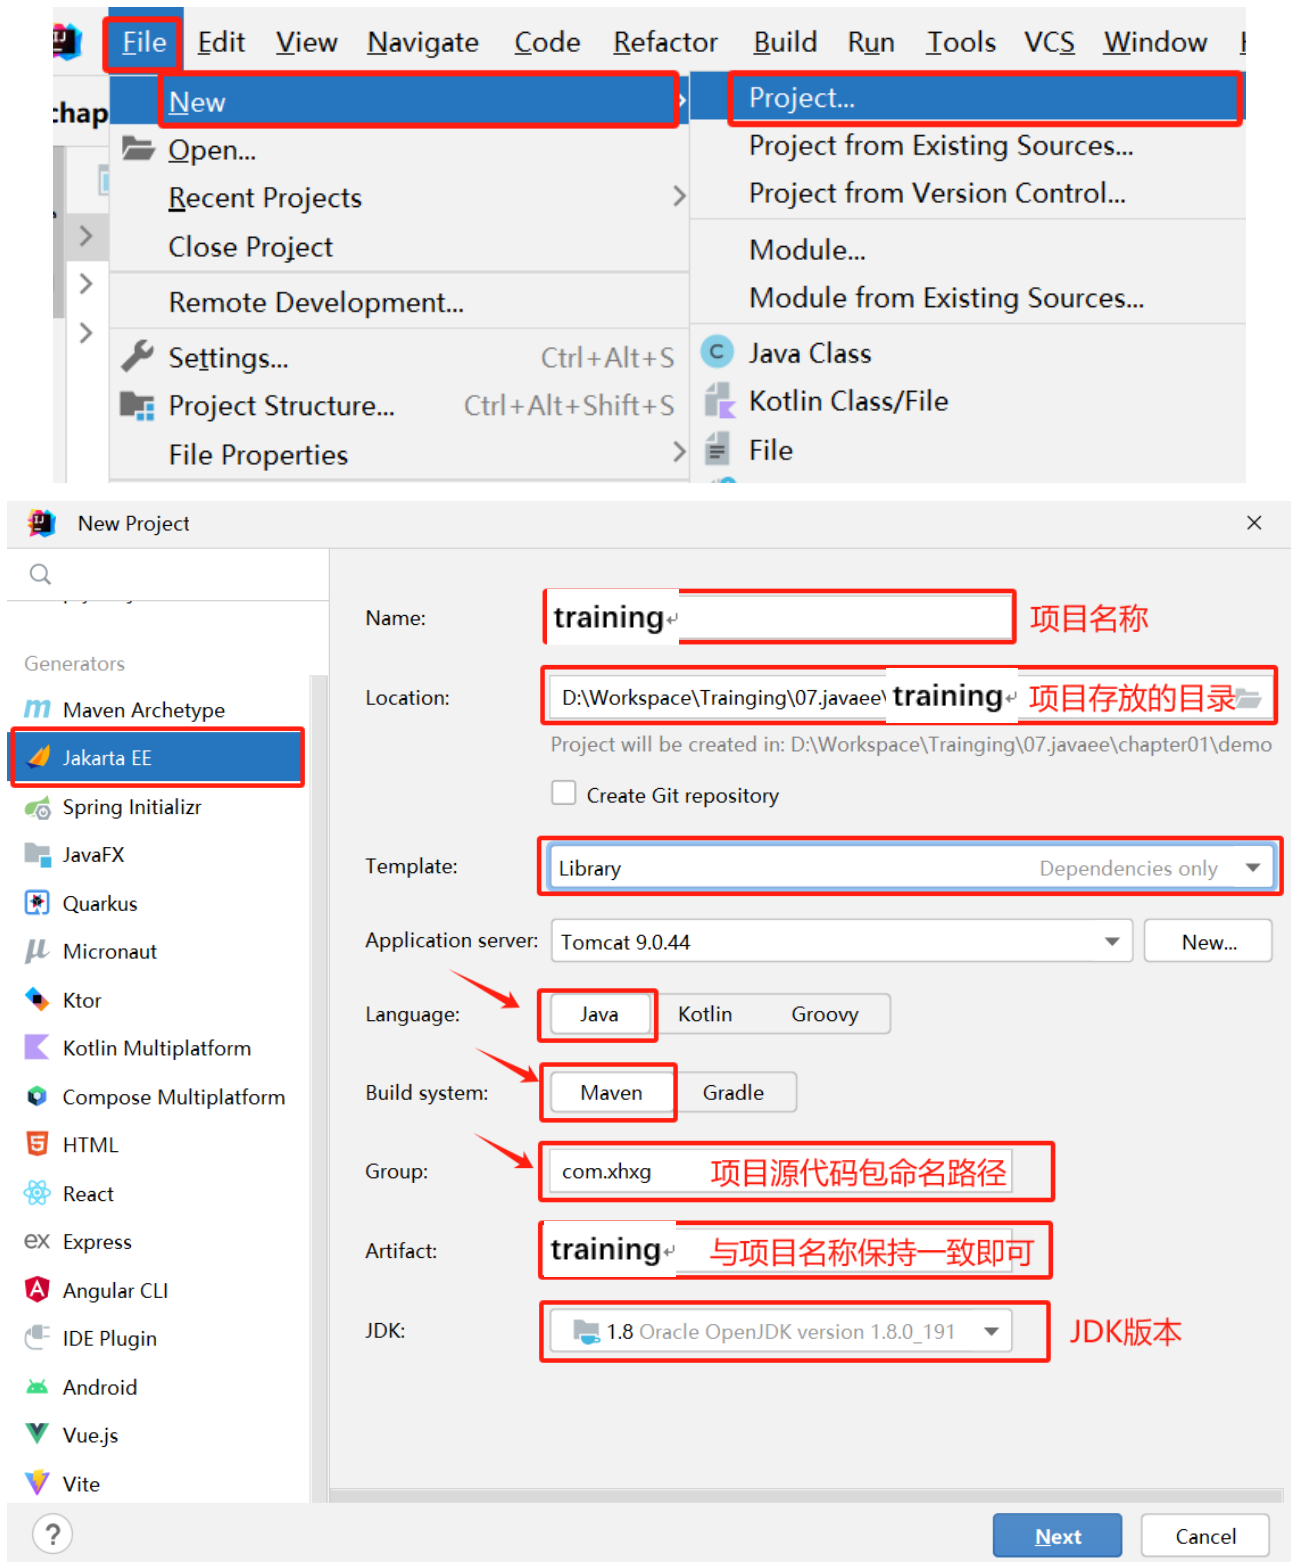 File Edit View Navigate Code Refactor Build Run Tools VCS Window
chap
New
Project...
Open...
Project from Existing Sources...
Recent Projects
Project from Version Control...
Close Project
Module...
Remote Development...
Module from Existing Sources...
Settings... Ctrl+Alt+S
Java Class
Project Structure... Ctrl+Alt+Shift+S
Kotlin Class/File
File Properties
File
New Project
Generators
Maven Archetype
Jakarta EE
Spring Initializr
JavaFX
Quarkus
Micronaut
Ktor
Kotlin Multiplatform
Compose Multiplatform
HTML
React
Express
Angular CLI
IDE Plugin
Android
Vue.js
Vite
Name: training 项目名称
Location: D:\Workspace\Trainging\07.javaee\training 项目存放的目录
Project will be created in: D:\Workspace\Trainging\07.javaee\chapter01\demo
Create Git repository
Template: Library Dependencies only
Application server: Tomcat 9.0.44 New...
Language: Java Kotlin Groovy
Build system: Maven Gradle
Group: com.xhxg 项目源代码包命名路径
Artifact: training 与项目名称保持一致即可
JDK: 1.8 Oracle OpenJDK version 1.8.0_191 JDK版本
? Next Cancel